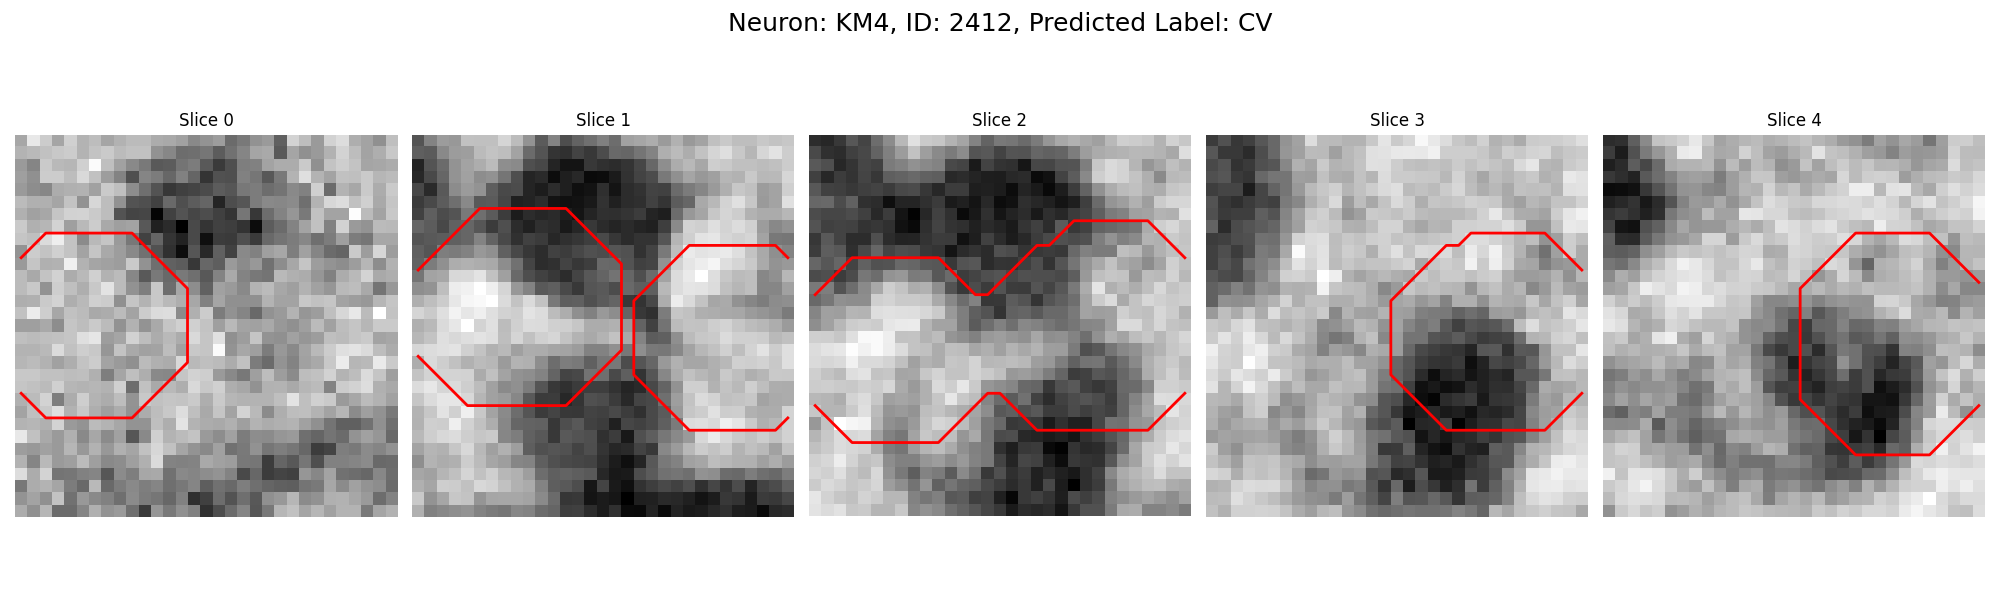 Neuron: KM4, ID: 2412, Predicted Label: CV
Slice 0
Slice 1
Slice 2
Slice 3
Slice 4